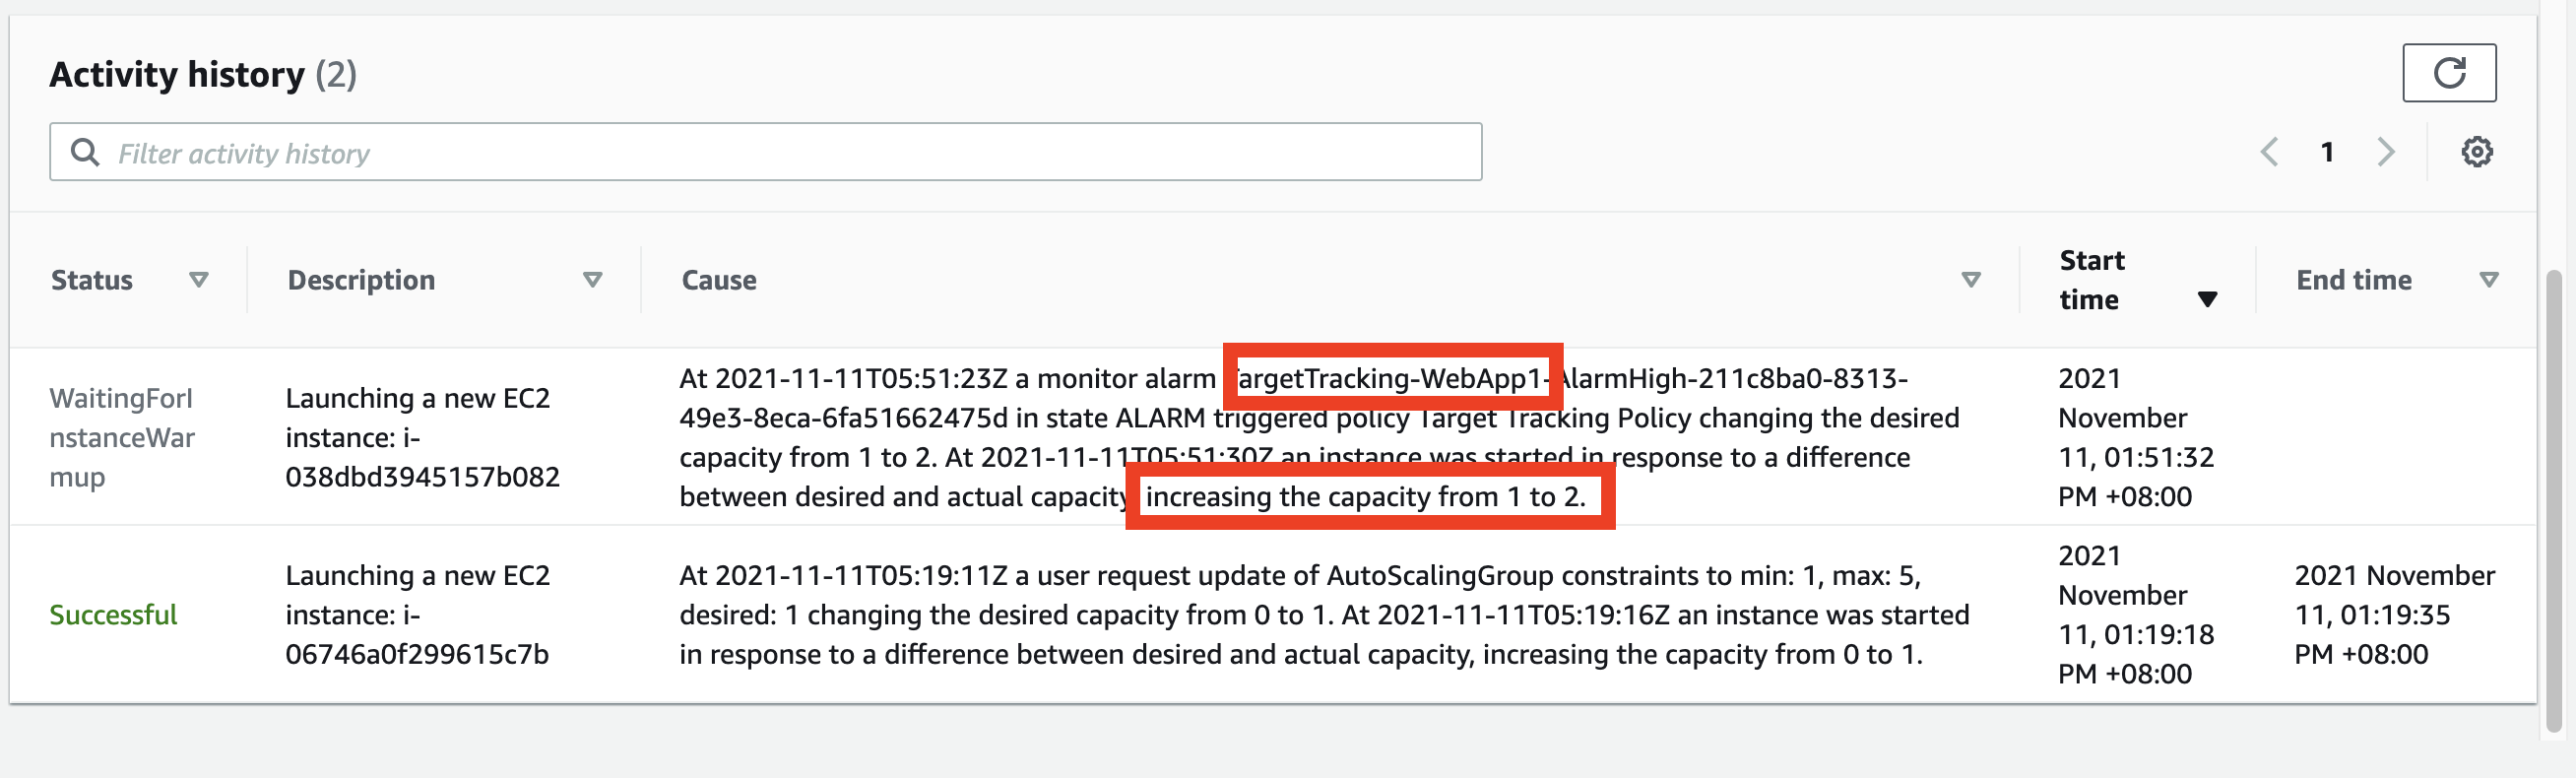 Activity history (2)
Filter activity history
1
Status
Description
Cause
Start
time
End time
WaitingForI
nstanceWar
mup
Launching a new EC2
instance: i-
038dbd3945157b082
At 2021-11-11T05:51:23Z a monitor alarm TargetTracking-WebApp1-AlarmHigh-211c8ba0-8313-
49e3-8eca-6fa51662475d in state ALARM triggered policy Target Tracking Policy changing the desired
capacity from 1 to 2. At 2021-11-11T05:51:30Z an instance was started in response to a difference
between desired and actual capacity, increasing the capacity from 1 to 2.
2021
November
11, 01:51:32
PM +08:00
Successful
Launching a new EC2
instance: i-
06746a0f299615c7b
At 2021-11-11T05:19:11Z a user request update of AutoScalingGroup constraints to min: 1, max: 5,
desired: 1 changing the desired capacity from 0 to 1. At 2021-11-11T05:19:16Z an instance was started
in response to a difference between desired and actual capacity, increasing the capacity from 0 to 1.
2021
November
11, 01:19:18
PM +08:00
2021 November
11, 01:19:35
PM +08:00